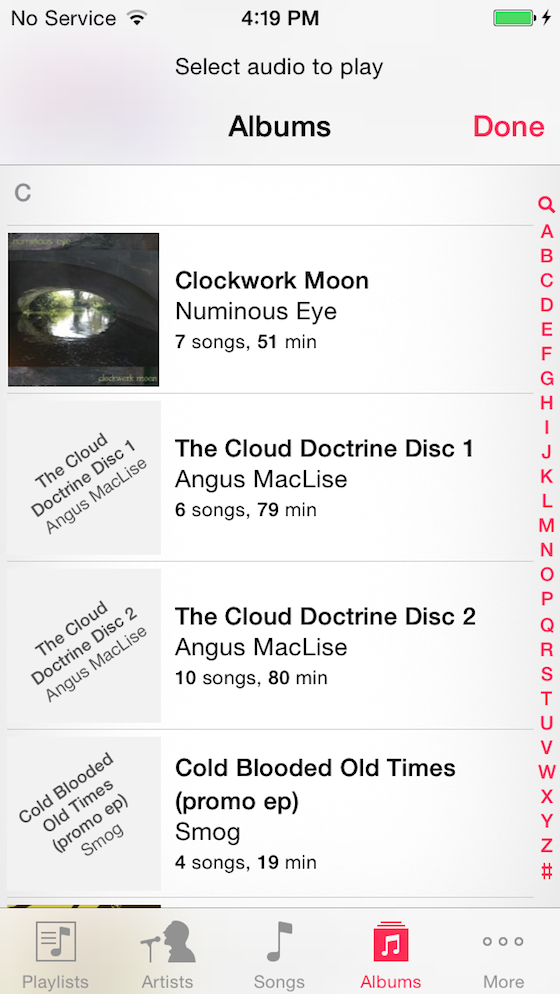 No Service
4:19 PM
Select audio to play
Albums
Done
C
numinous eye
clockwork moon
Clockwork Moon
Numinous Eye
7 songs, 51 min
The Cloud
Doctrine Disc 1
Angus MacLise
The Cloud Doctrine Disc 1
Angus MacLise
6 songs, 79 min
The Cloud
Doctrine Disc 2
Angus MacLise
The Cloud Doctrine Disc 2
Angus MacLise
10 songs, 80 min
Cold Blooded
Old Times
(promo ep)
Smog
Cold Blooded Old Times
(promo ep)
Smog
4 songs, 19 min
A
B
C
D
E
F
G
H
I
J
K
L
M
N
O
P
Q
R
S
T
U
V
W
X
Y
Z
#
Playlists
Artists
Songs
Albums
More